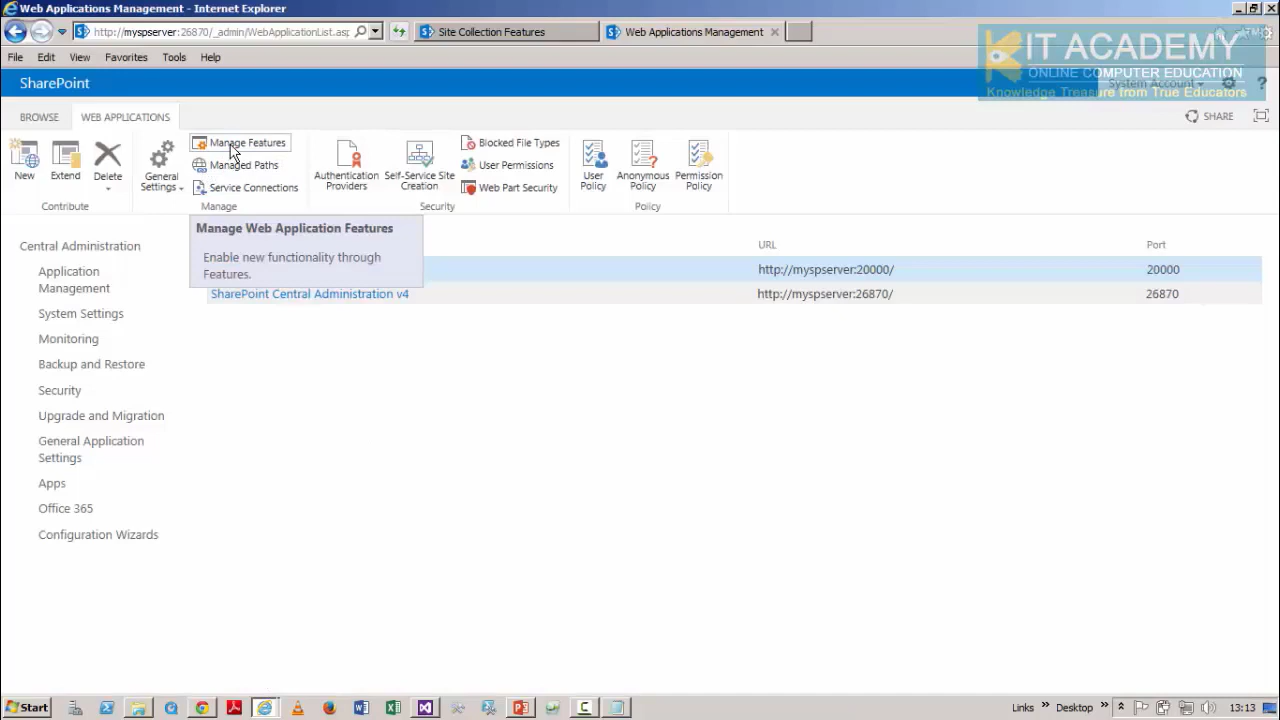 Web Applications Management - Internet Explorer
http://myspserver:26870/_admin/WebApplicationList.asp
Site Collection Features
Web Applications Management
File Edit View Favorites Tools Help
KIT ACADEMY
ONLINE COMPUTER EDUCATION
Knowledge Treasure from True Educators
SharePoint
System Account
BROWSE
WEB APPLICATIONS
SHARE
New
Extend
Delete
General
Settings
Manage Features
Managed Paths
Service Connections
Authentication
Providers
Self-Service Site
Creation
Blocked File Types
User Permissions
Web Part Security
User
Policy
Anonymous
Policy
Permission
Policy
Contribute
Manage
Security
Policy
Manage Web Application Features
Enable new functionality through
Features.
URL
Port
http://myspserver:20000/
20000
SharePoint Central Administration v4
http://myspserver:26870/
26870
Central Administration
Application
Management
System Settings
Monitoring
Backup and Restore
Security
Upgrade and Migration
General Application
Settings
Apps
Office 365
Configuration Wizards
Start
Links
Desktop
13:13